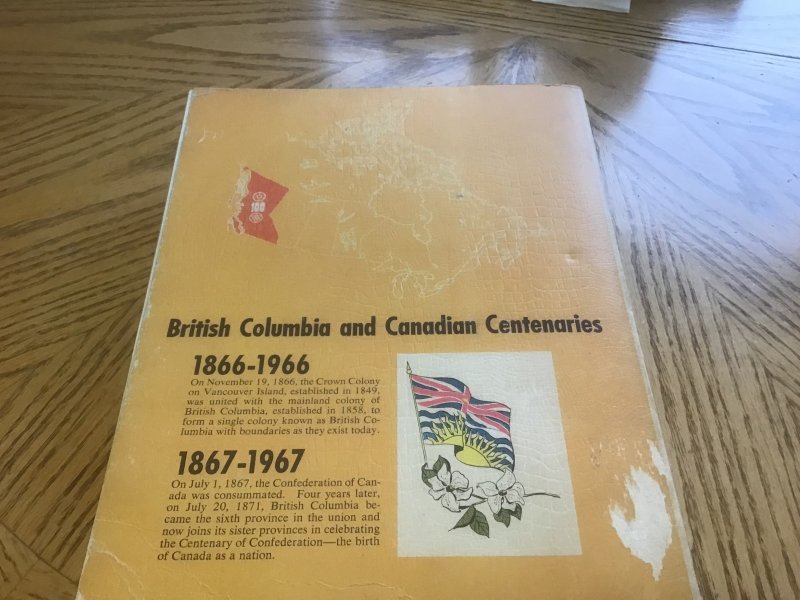 100
British Columbia and Canadian Centenaries
1866-1966
On November 19, 1866, the Crown Colony
on Vancouver Island, established in 1849,
was united with the mainland colony of
British Columbia, established in 1858, to
form a single colony known as British Co-
lumbia with boundaries as they exist today.
1867-1967
On July 1, 1867, the Confederation of Can-
ada was consummated. Four years later,
on July 20, 1871, British Columbia be-
came the sixth province in the union and
now joins its sister provinces in celebrating
the Centenary of Confederation—the birth
of Canada as a nation.